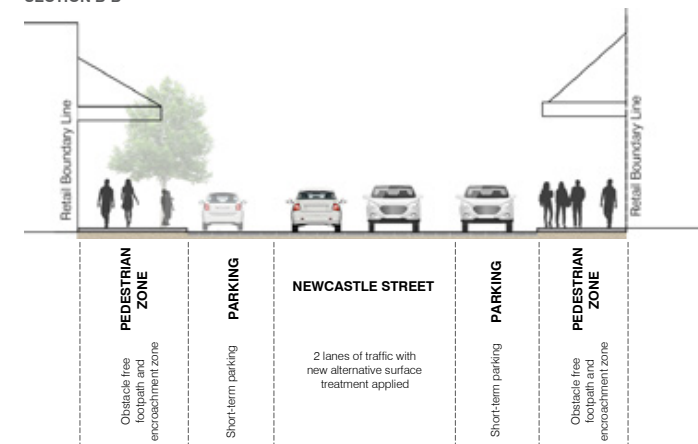 Retail Boundary Line
Retail Boundary Line
PEDESTRIAN
ZONE
PARKING
NEWCASTLE STREET
PARKING
PEDESTRIAN
ZONE
Obstacle free
footpath and
encroachment zone
Short-term parking
2 lanes of traffic with
new alternative surface
treatment applied
Short-term parking
Obstacle free
footpath and
encroachment zone